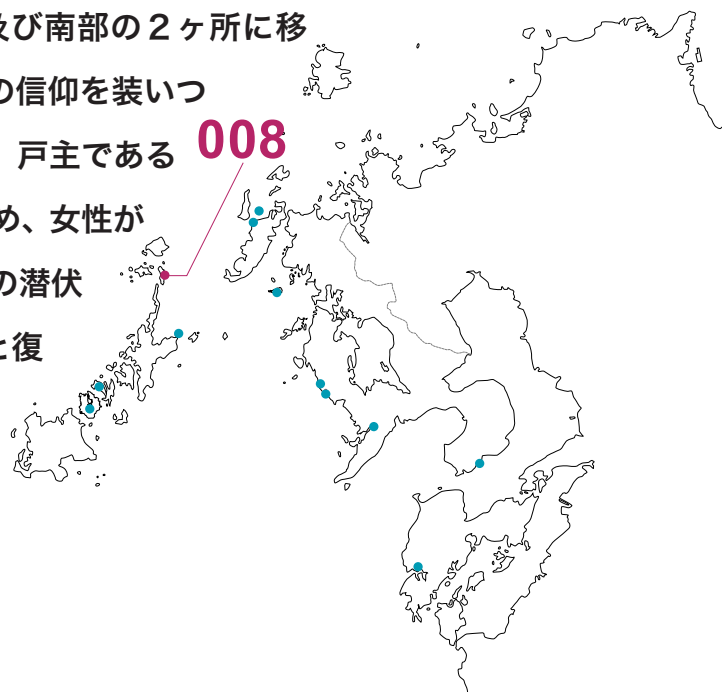 及び南部の２ヶ所に移
の信仰を装いつ
戸主である
008
め、女性が
の潜伏
と復